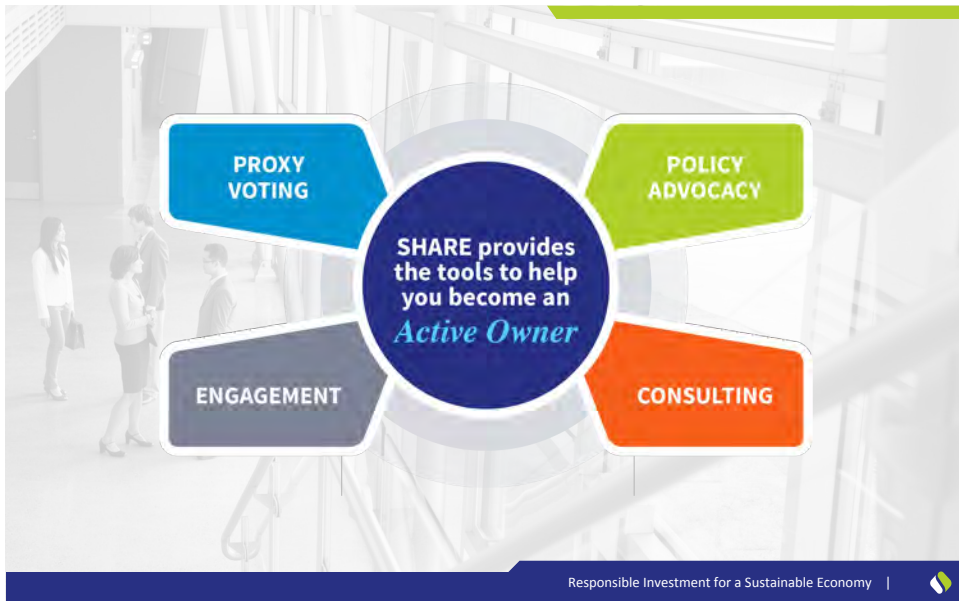 PROXY
VOTING
POLICY
ADVOCACY
SHARE provides
the tools to help
you become an
Active Owner
ENGAGEMENT
CONSULTING
Responsible Investment for a Sustainable Economy |